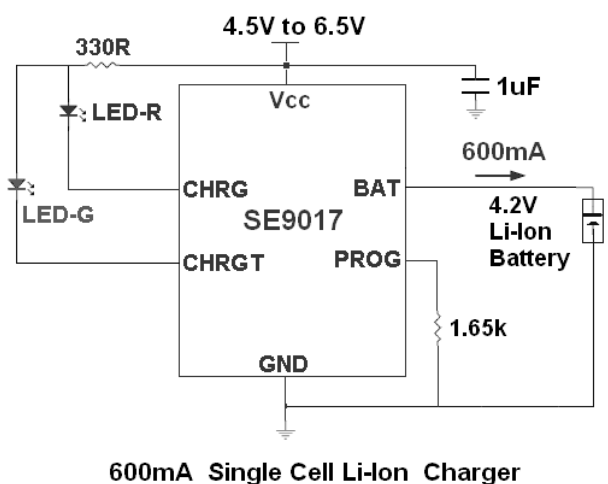 4.5V to 6.5V
330R
Vcc
1uF
LED-R
600mA
CHRG
BAT
LED-G
SE9017
4.2V
Li-Ion
Battery
CHRGT
PROG
1.65k
GND
600mA Single Cell Li-Ion Charger